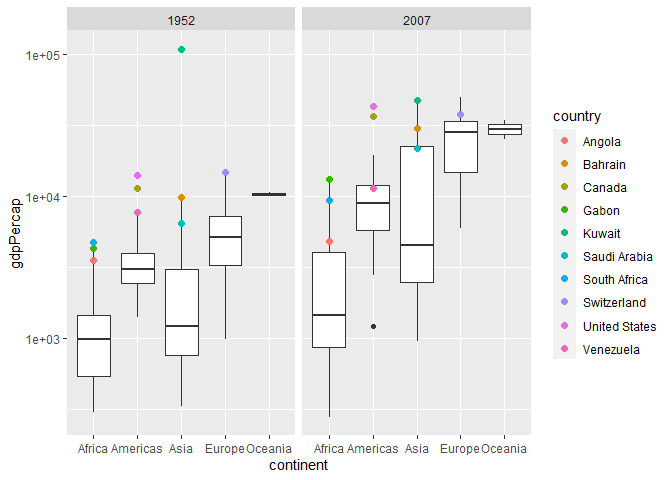 1952
2007
1e+05
1e+04
1e+03
gdpPercap
Africa Americas Asia Europe Oceania
Africa Americas Asia Europe Oceania
continent
country
Angola
Bahrain
Canada
Gabon
Kuwait
Saudi Arabia
South Africa
Switzerland
United States
Venezuela